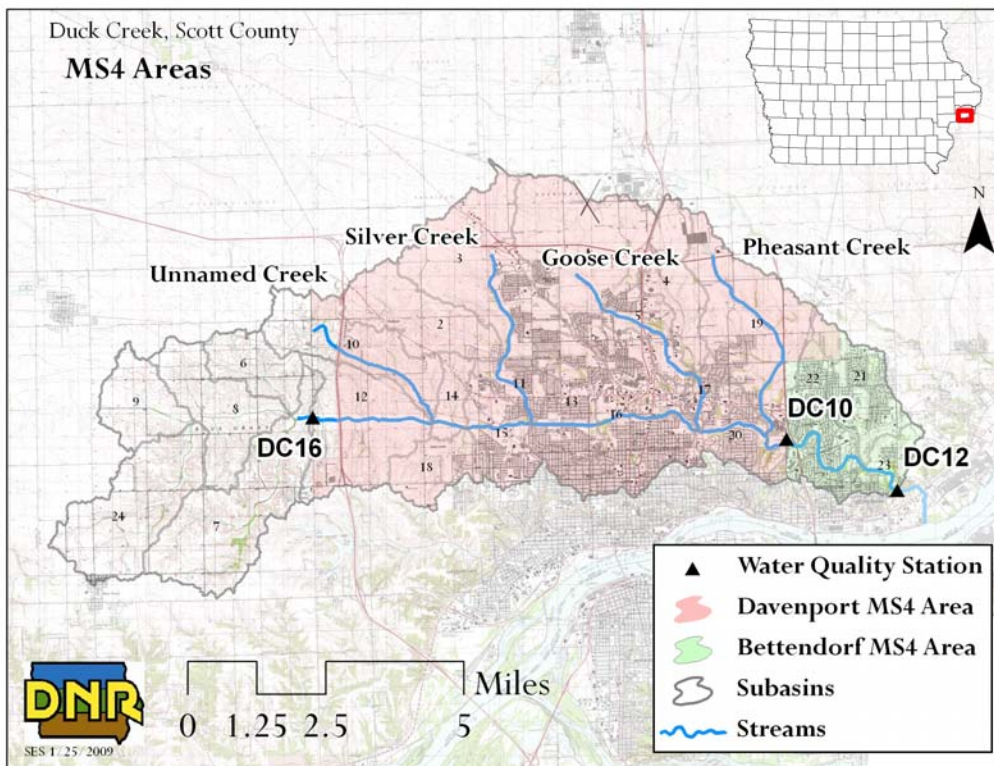 Duck Creek, Scott County
MS4 Areas
N
Silver Creek
Pheasant Creek
Goose Creek
Unnamed Creek
3
4
2
5
19
10
6
22
21
9
8
12
14
11
13
17
16
DC10
DC16
15
20
DC12
18
23
24
7
Water Quality Station
Davenport MS4 Area
Bettendorf MS4 Area
Subasins
Streams
Miles
0 1.25 2.5 5
DNR
SES 1/25/2009